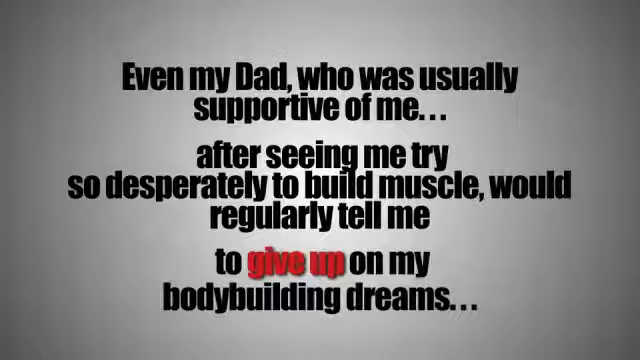 Even my Dad, who was usually
supportive of me...
after seeing me try
so desperately to build muscle, would
regularly tell me
to give up on my
bodybuilding dreams...